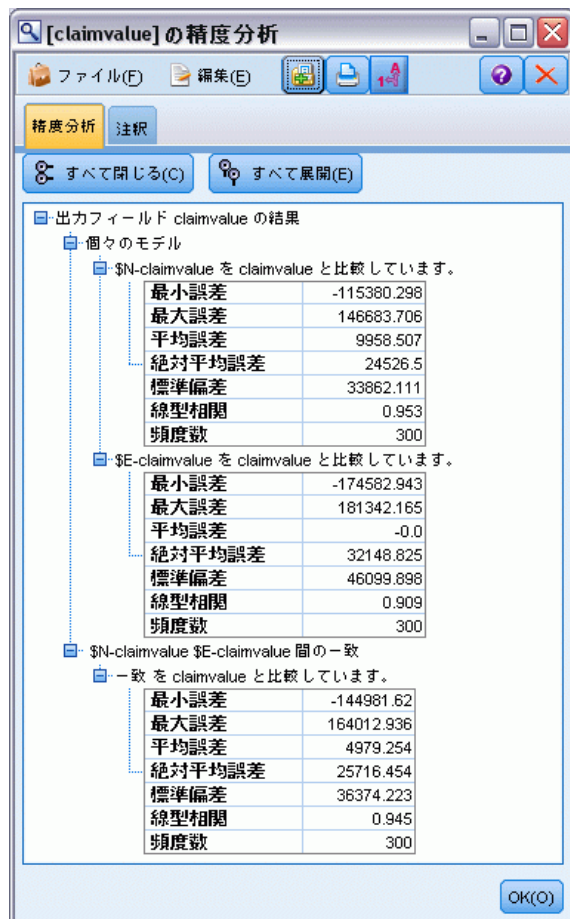 [claimvalue]の精度分析
ファイル(F) 編集(E)
精度分析 注釈
すべて閉じる(C) すべて展開(E)
出力フィールド claimvalue の結果
個々のモデル
$N-claimvalue を claimvalue と比較しています。
最小誤差 -115380.298
最大誤差 146683.706
平均誤差 9958.507
絶対平均誤差 24526.5
標準偏差 33862.111
線型相関 0.953
頻度数 300
$E-claimvalue を claimvalue と比較しています。
最小誤差 -174582.943
最大誤差 181342.165
平均誤差 -0.0
絶対平均誤差 32148.825
標準偏差 46099.898
線型相関 0.909
頻度数 300
$N-claimvalue $E-claimvalue 間の一致
一致 を claimvalue と比較しています。
最小誤差 -144981.62
最大誤差 164012.936
平均誤差 4979.254
絶対平均誤差 25716.454
標準偏差 36374.223
線型相関 0.945
頻度数 300
OK(O)